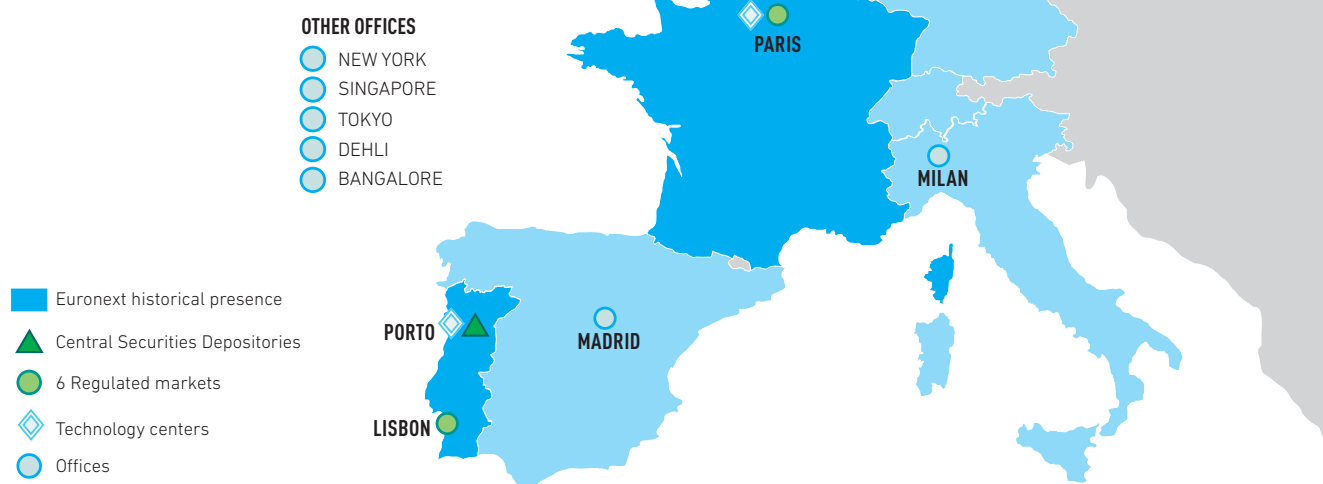 OTHER OFFICES
NEW YORK
SINGAPORE
TOKYO
DEHLI
BANGALORE
PARIS
MILAN
Euronext historical presence
Central Securities Depositories
6 Regulated markets
Technology centers
Offices
PORTO
MADRID
LISBON